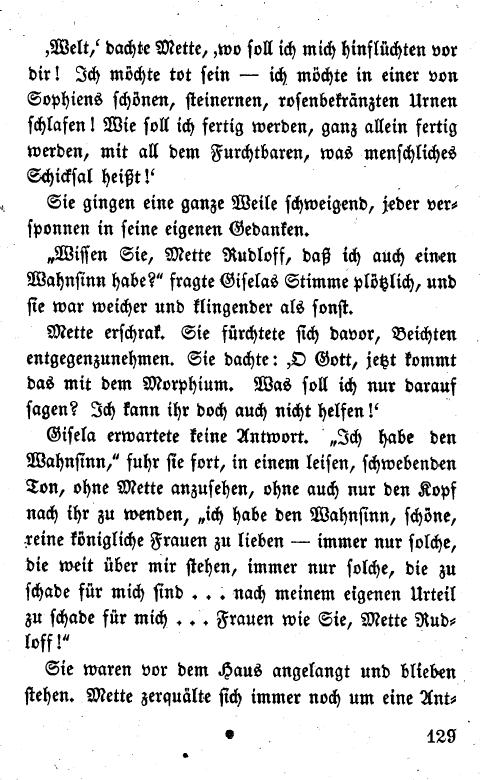 ‚Welt,‘ dachte Mette, ‚wo soll ich mich hinflüchten vor
dir! Ich möchte tot sein — ich möchte in einer von
Sophiens schönen, steinernen, rosenbekränzten Urnen
schlafen! Wie soll ich fertig werden, ganz allein fertig
werden, mit all dem Furchtbaren, was menschliches
Schicksal heißt!‘
Sie gingen eine ganze Weile schweigend, jeder ver-
sponnen in seine eigenen Gedanken.
„Wissen Sie, Mette Rudloff, daß ich auch einen
Wahnsinn habe?“ fragte Giselas Stimme plötzlich, und
sie war weicher und klingender als sonst.
Mette erschrak. Sie fürchtete sich davor, Beichten
entgegenzunehmen. Sie dachte: ‚O Gott, jetzt kommt
das mit dem Morphium. Was soll ich nur darauf
sagen? Ich kann ihr doch auch nicht helfen!‘
Gisela erwartete keine Antwort. „Ich habe den
Wahnsinn,“ fuhr sie fort, in einem leisen, schwebenden
Ton, ohne Mette anzusehen, ohne auch nur den Kopf
nach ihr zu wenden, „ich habe den Wahnsinn, schöne,
reine königliche Frauen zu lieben — immer nur solche,
die weit über mir stehen, immer nur solche, die zu
schade für mich sind . . . nach meinem eigenen Urteil
zu schade für mich . . . Frauen wie Sie, Mette Rud-
loff!“
Sie waren vor dem Haus angelangt und blieben
stehen. Mette zerquälte sich immer noch um eine Ant-
129